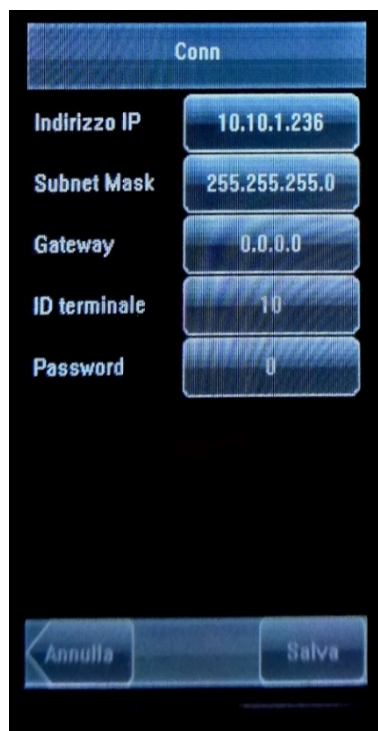 Conn
Indirizzo IP 10.10.1.236
Subnet Mask 255.255.255.0
Gateway 0.0.0.0
ID terminale 10
Password 0
Annulla Salva